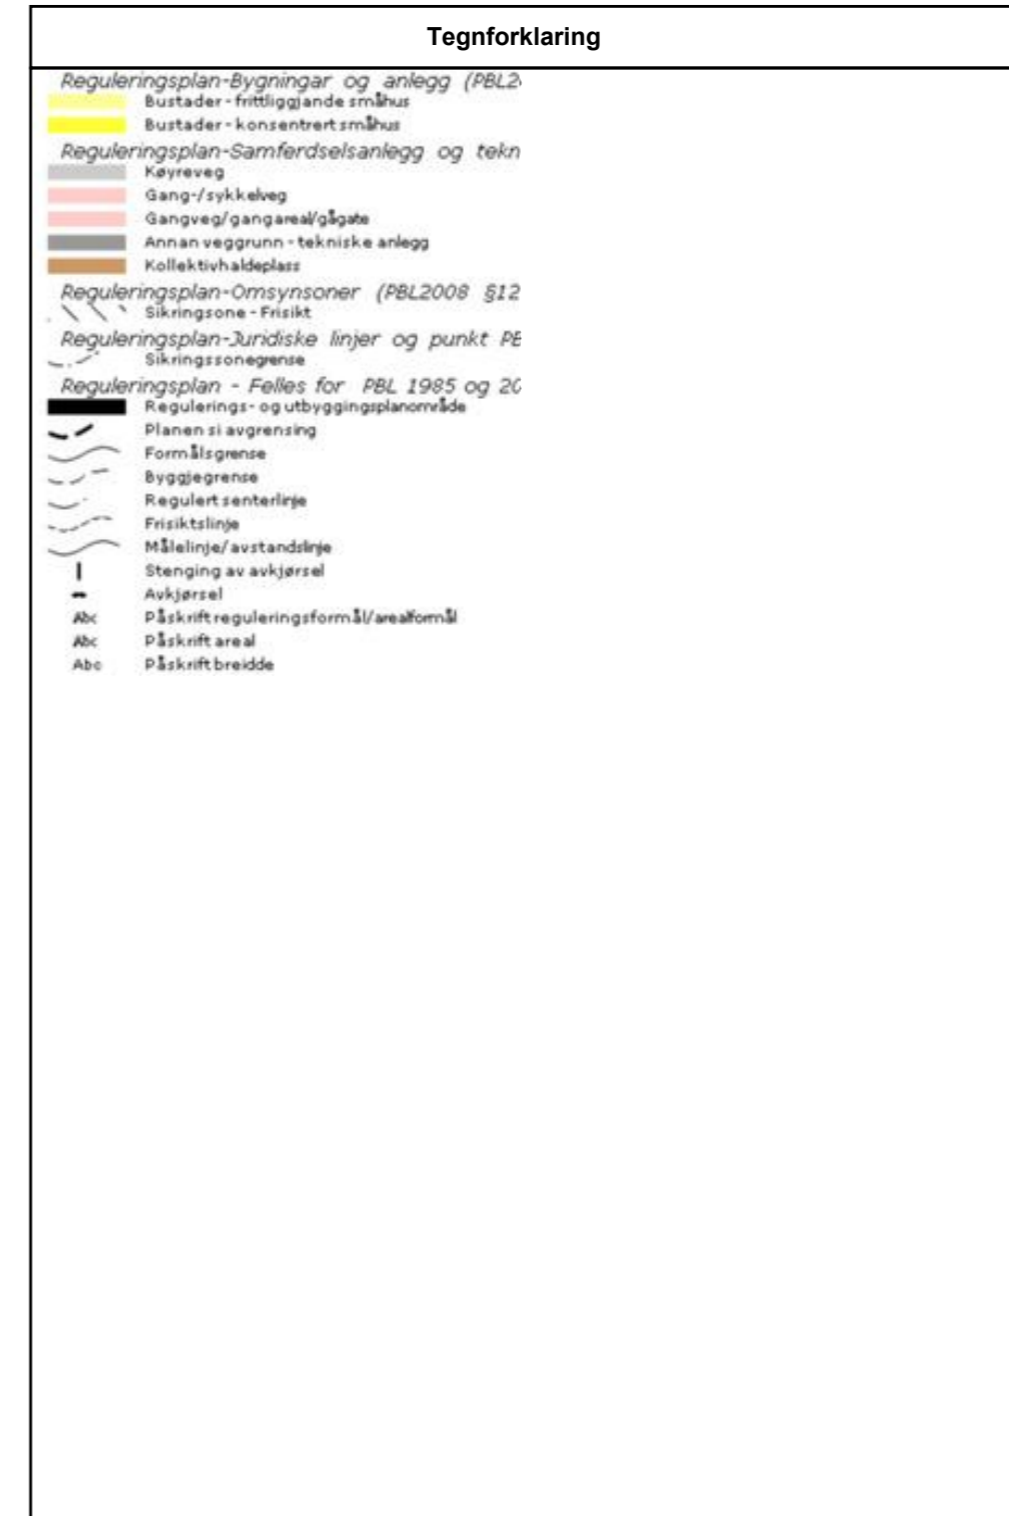 Tegnforklaring
Reguleringsplan-Bygningar og anlegg (PBL2
Bustader - frittliggjande småhus
Bustader - konsentrert småhus
Reguleringsplan-Samferdselsanlegg og tekn
Køyreveg
Gang-/sykkelveg
Gangveg/gangareal/gågate
Annan veggrunn - tekniske anlegg
Kollektivhaldeplass
Reguleringsplan-Omsynsoner (PBL2008 §12
Sikringsone - Frisikt
Reguleringsplan-Juridiske linjer og punkt PB
Sikringssonegrense
Reguleringsplan - Felles for PBL 1985 og 20
Regulerings- og utbyggingsplanområde
Planen si avgrensing
Formålsgrense
Byggjegrense
Regulert senterlinje
Frisiktslinje
Målelinje/avstandslinje
Stenging av avkjørsel
Avkjørsel
Abc Påskrift reguleringsformål/arealformål
Abc Påskrift areal
Abc Påskrift breidde